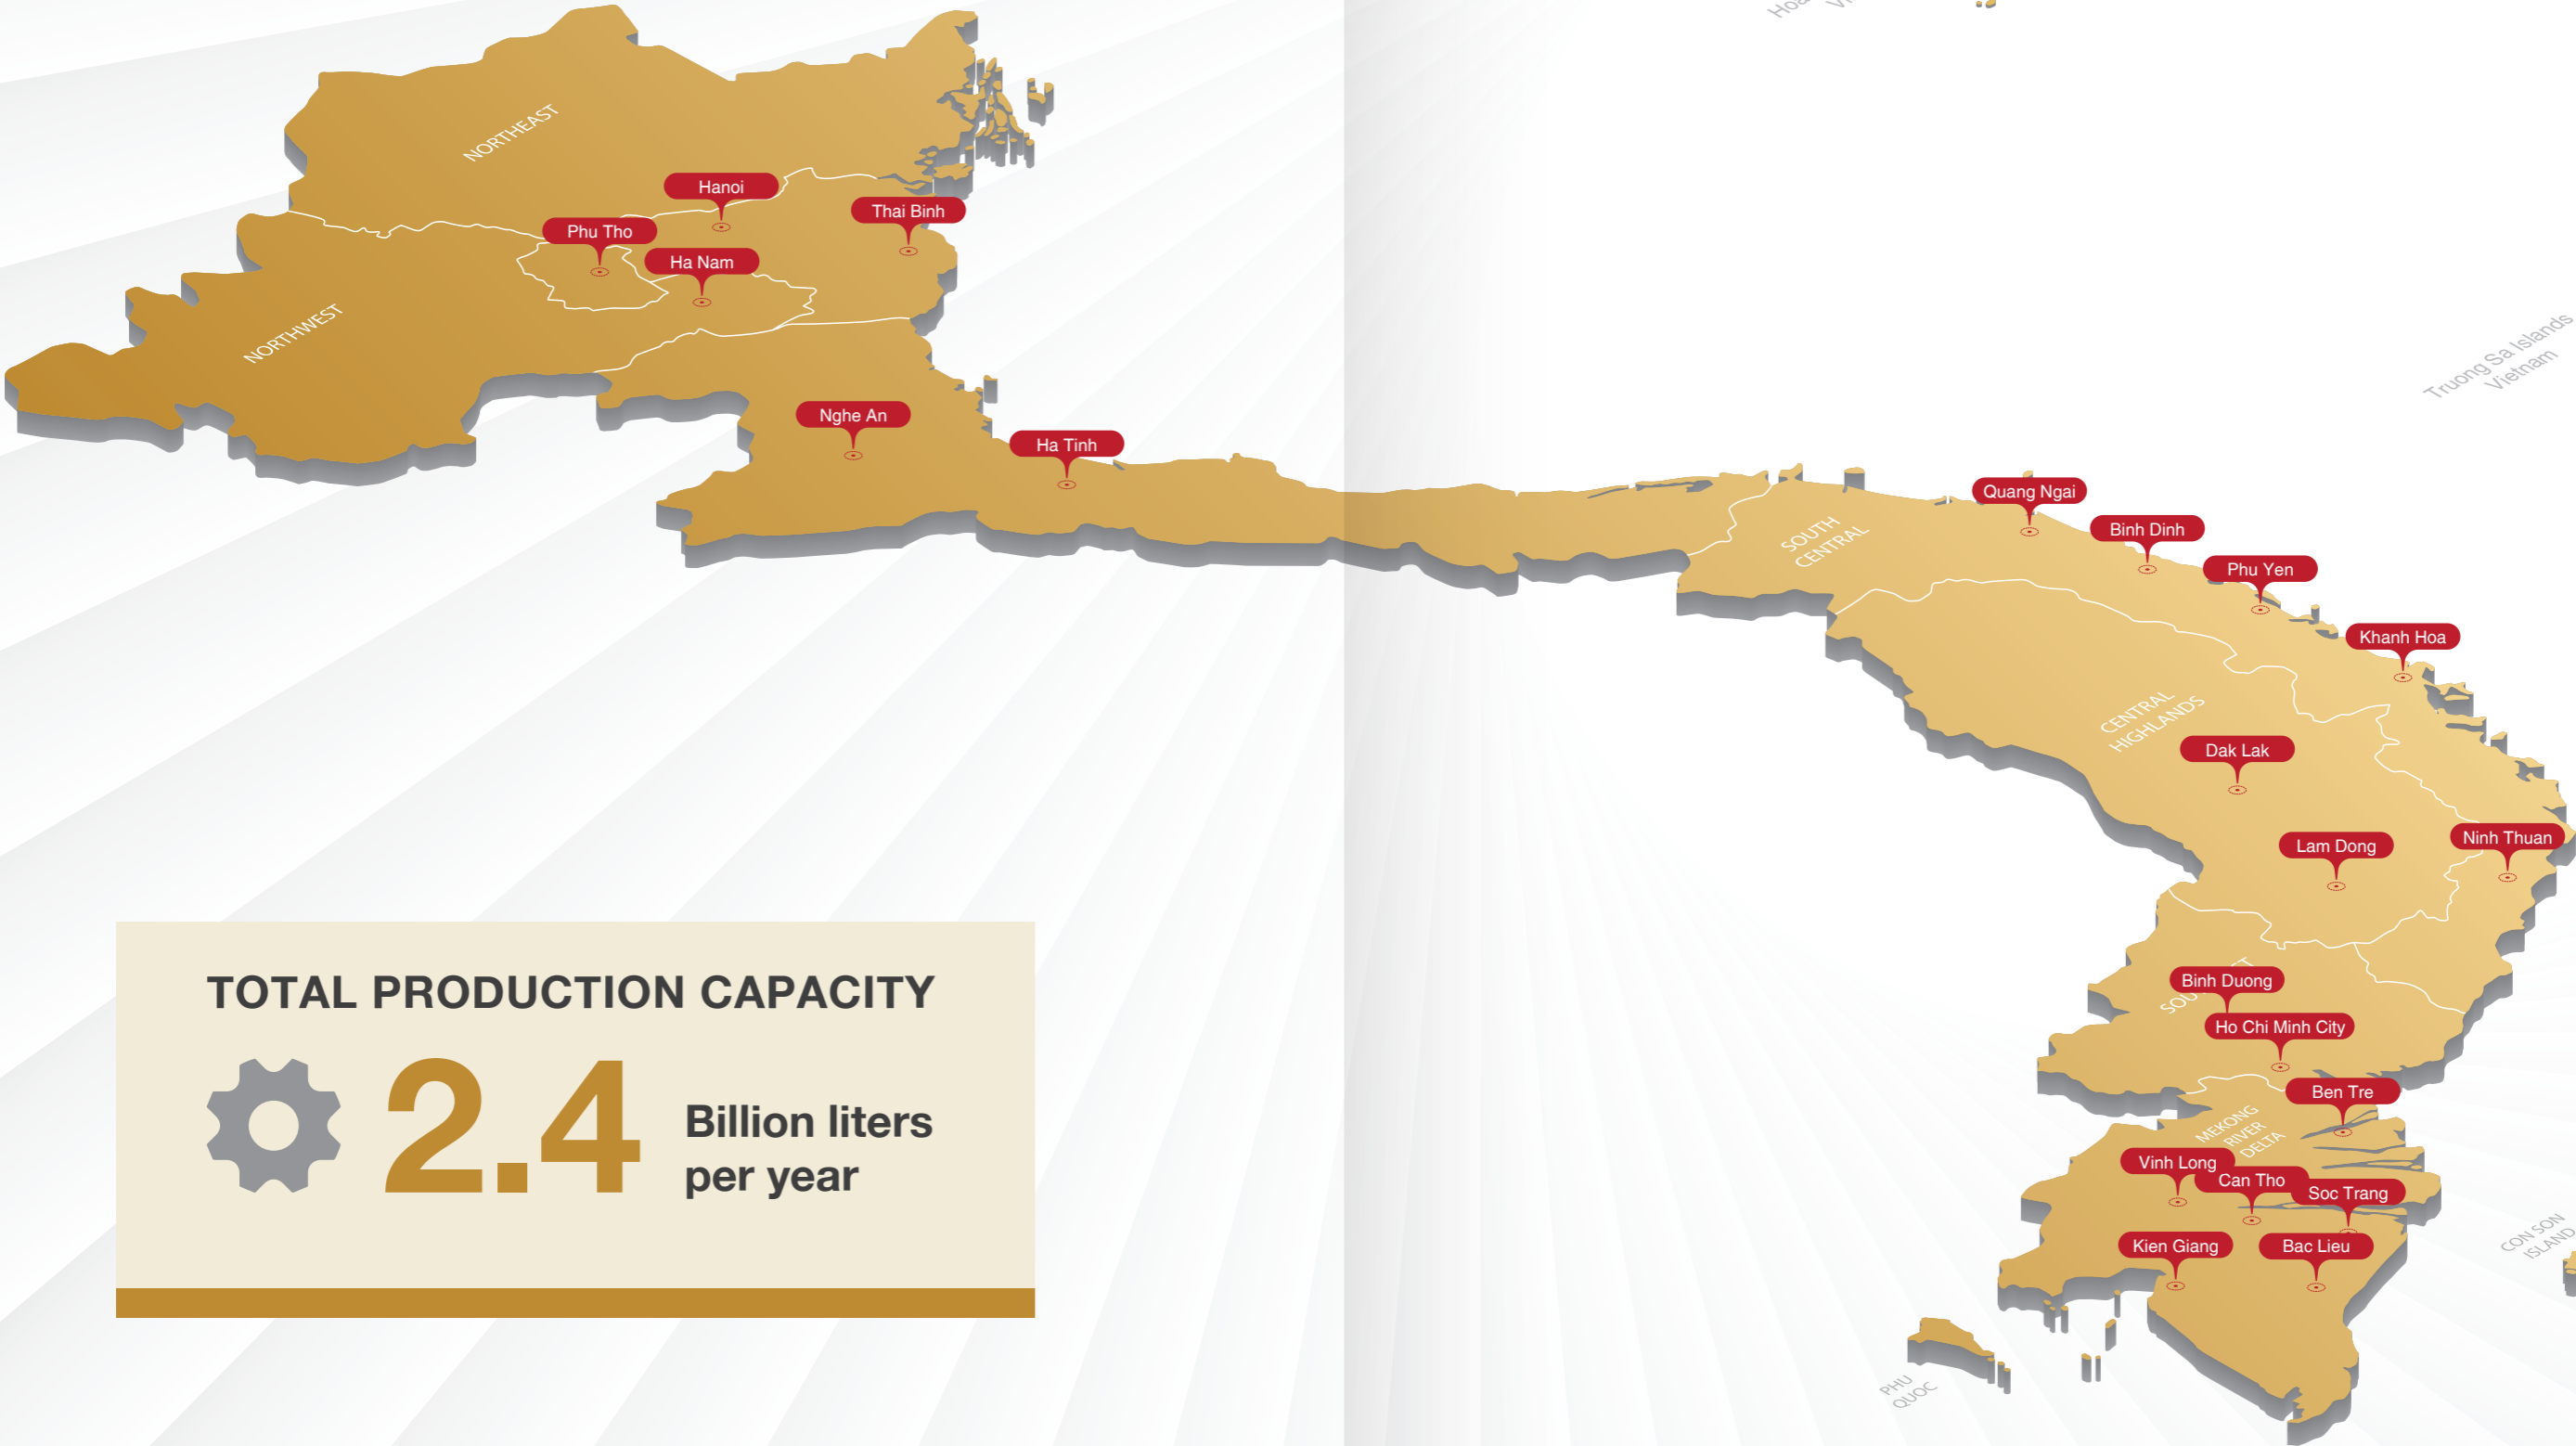 Hoa
NORTHEAST
Hanoi
Thai Binh
Phu Tho
Ha Nam
NORTHWEST
Truong Sa Islands
Vietnam
Nghe An
Ha Tinh
SOUTH
CENTRAL
Quang Ngai
Binh Dinh
Phu Yen
Khanh Hoa
CENTRAL
HIGHLANDS
Dak Lak
Lam Dong
Ninh Thuan
Binh Duong
Ho Chi Minh City
Ben Tre
MEKONG
RIVER
DELTA
Vinh Long
Can Tho
Soc Trang
Kien Giang
Bac Lieu
CON SON
ISLAND
PHU
QUOC
TOTAL PRODUCTION CAPACITY
2.4
Billion liters
per year